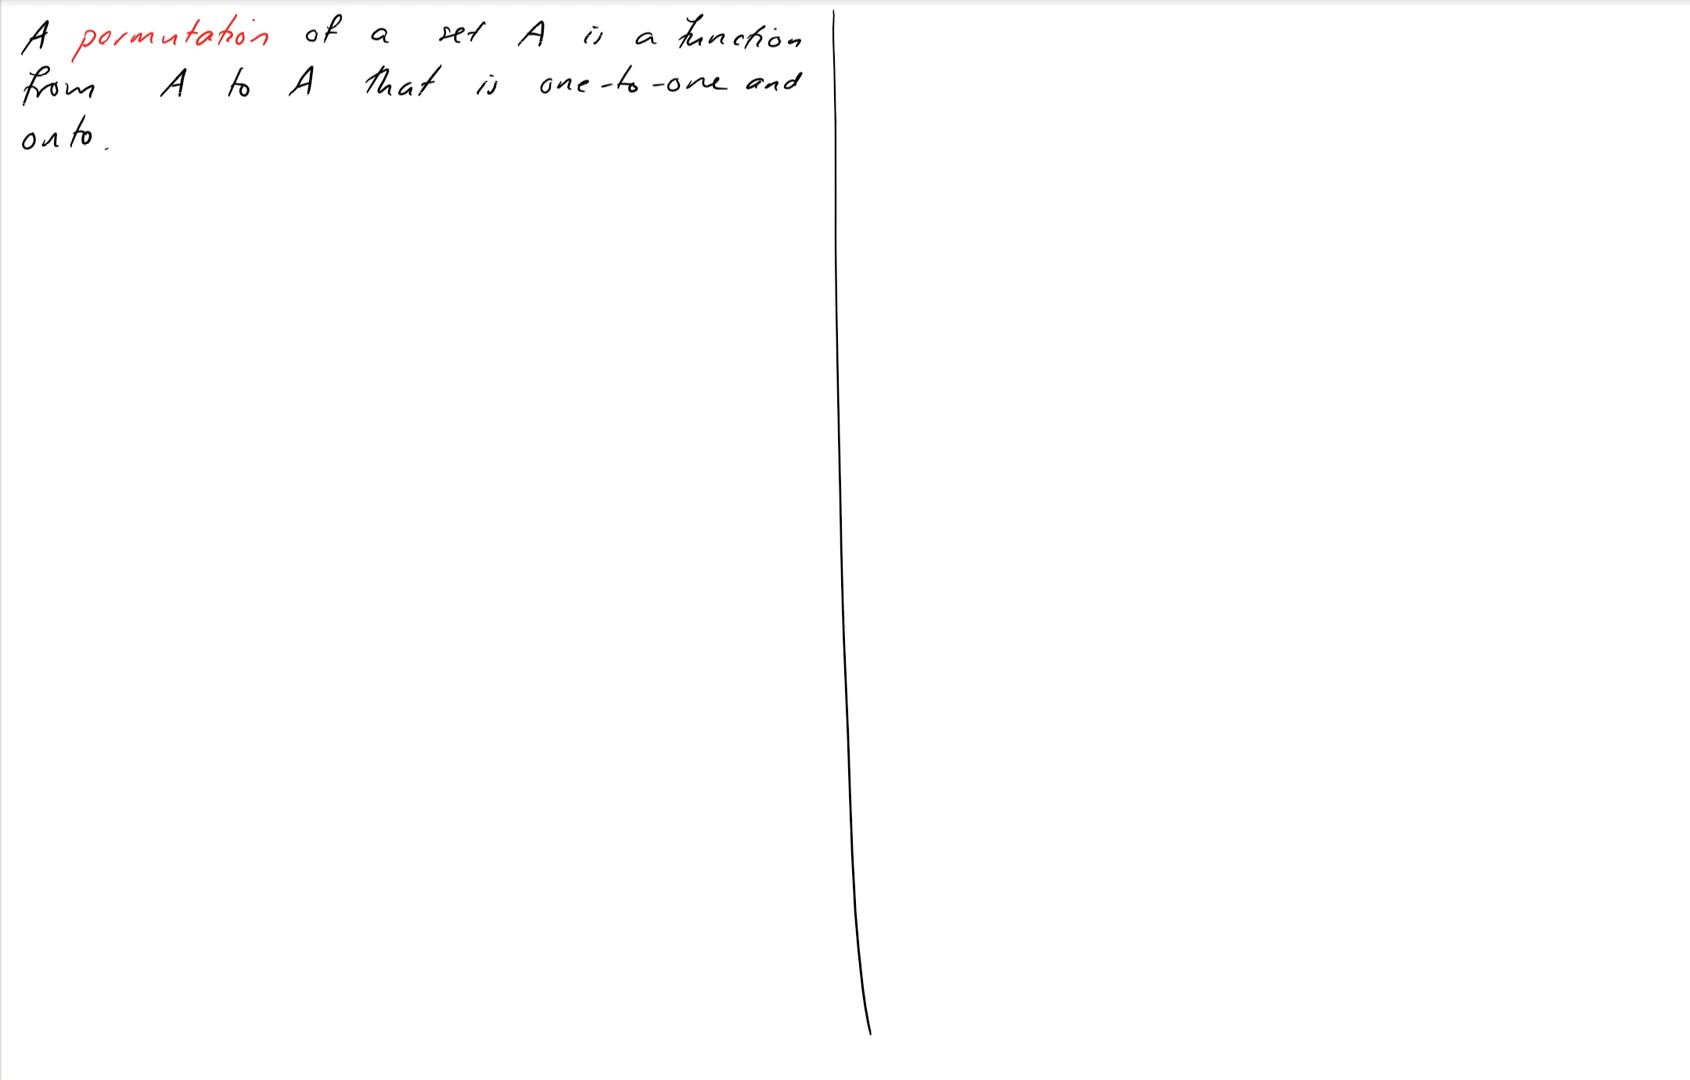 A permutation of a set A is a function
from A to A that is one-to-one and
onto.